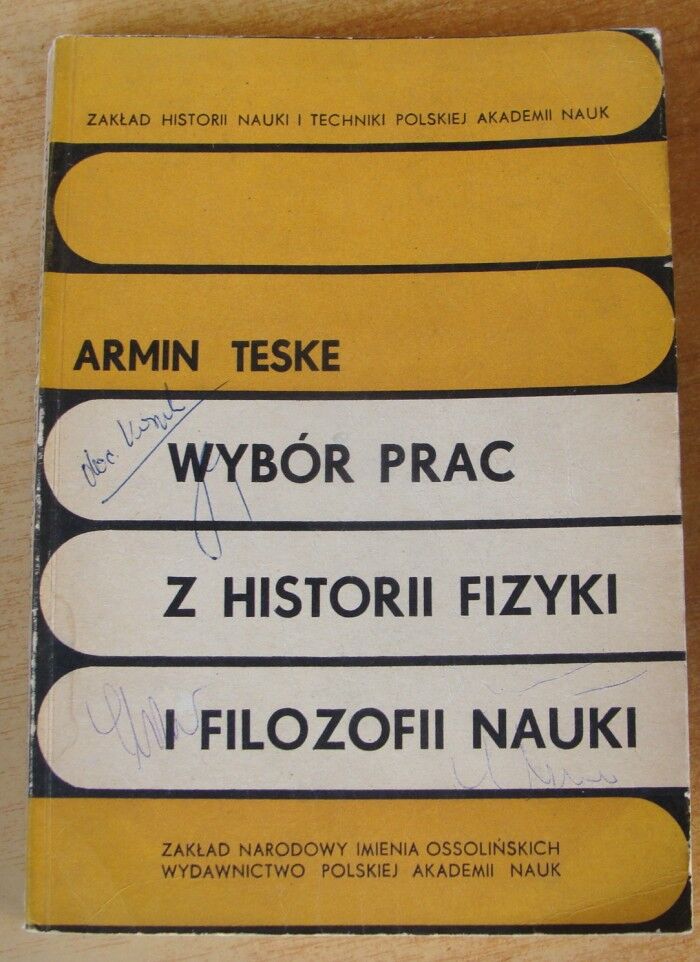 ZAKŁAD HISTORII NAUKI I TECHNIKI POLSKIEJ AKADEMII NAUK
ARMIN TESKE
WYBÓR PRAC
Z HISTORII FIZYKI
I FILOZOFII NAUKI
ZAKŁAD NARODOWY IMIENIA OSSOLIŃSKICH
WYDAWNICTWO POLSKIEJ AKADEMII NAUK